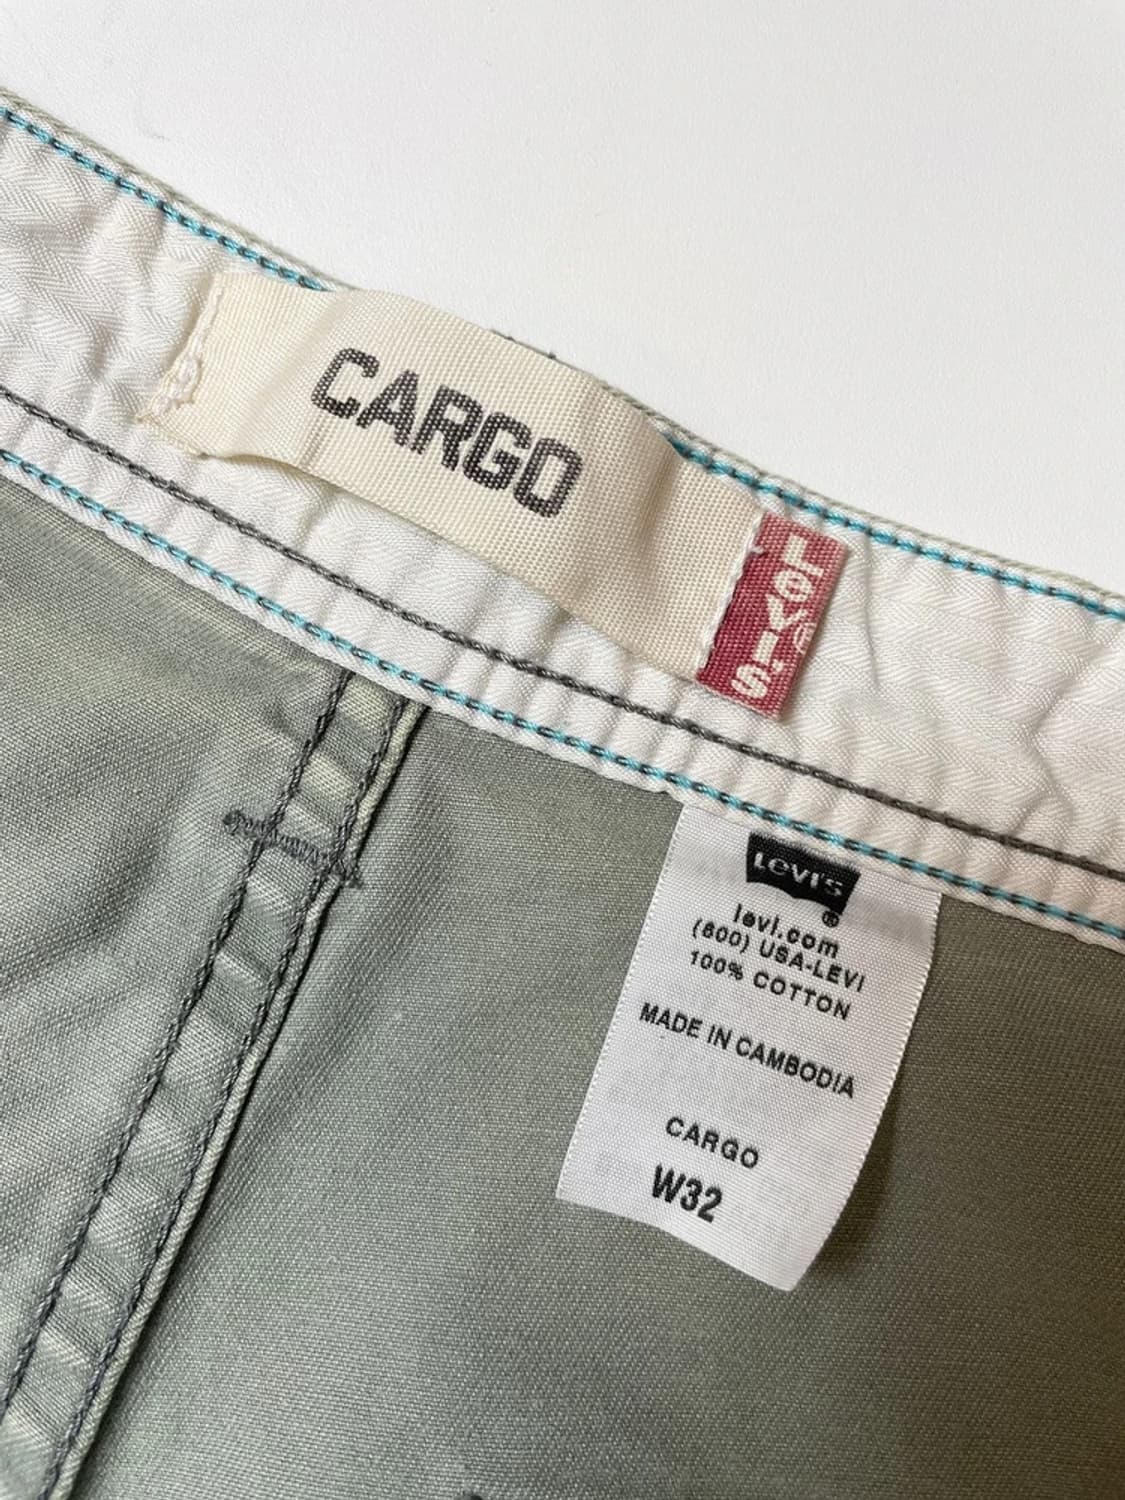 CARGO
Levi's®
Levi's
®
levi.com
(800) USA-LEVI
100% COTTON
MADE IN CAMBODIA
CARGO
W32